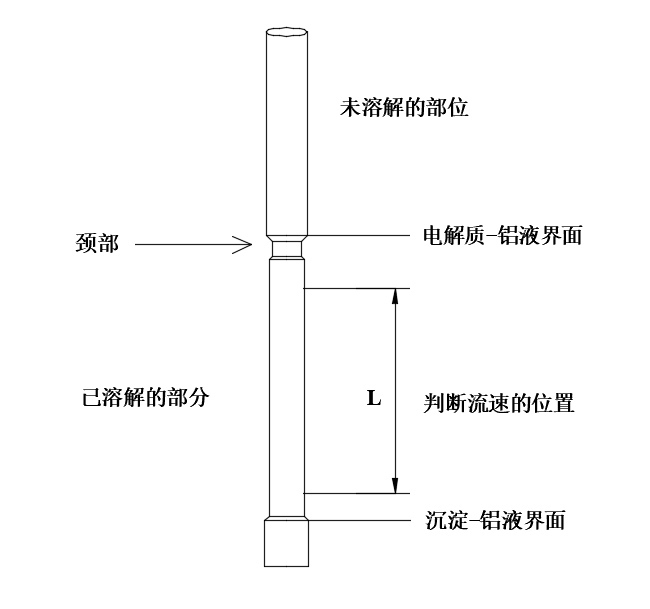 未溶解的部位
电解质-铝液界面
颈部
已溶解的部分
L
判断流速的位置
沉淀-铝液界面